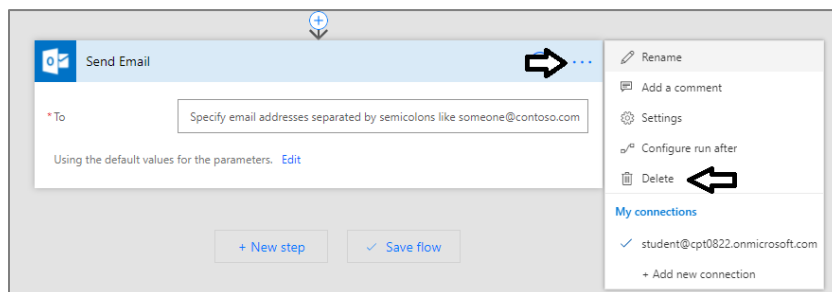 Send Email
...
* To
Specify email addresses separated by semicolons like someone@contoso.com
Using the default values for the parameters. Edit
+ New step
Save flow
Rename
Add a comment
Settings
Configure run after
Delete
My connections
student@cpt0822.onmicrosoft.com
+ Add new connection